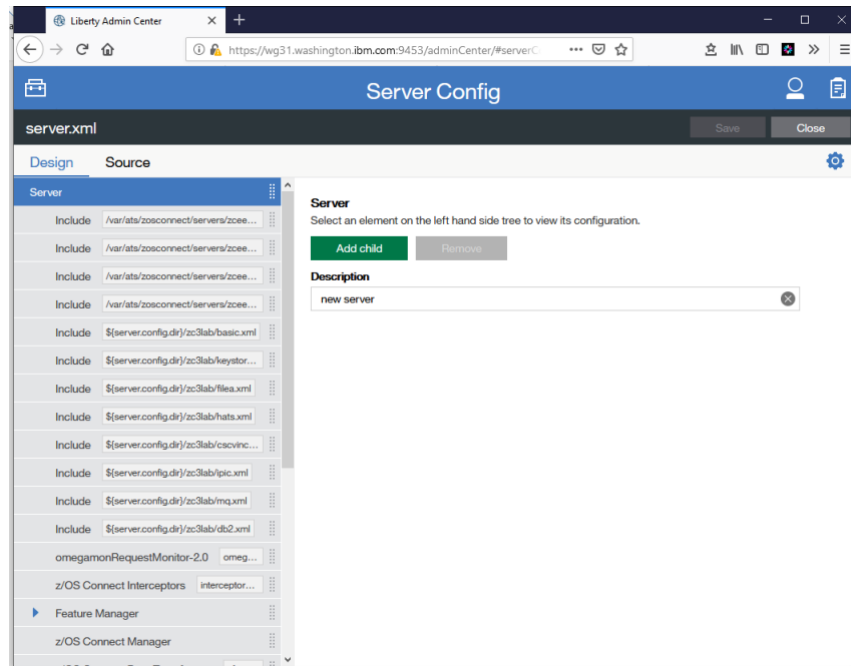 Liberty Admin Center
https://wg31.washington.ibm.com:9453/adminCenter/#serverC
Server Config
server.xml
Save
Close
Design
Source
Server
Include /var/ats/zosconnect/servers/zcee...
Include /var/ats/zosconnect/servers/zcee...
Include /var/ats/zosconnect/servers/zcee...
Include /var/ats/zosconnect/servers/zcee...
Include ${server.config.dir}/zc3lab/basic.xml
Include ${server.config.dir}/zc3lab/keystor...
Include ${server.config.dir}/zc3lab/filea.xml
Include ${server.config.dir}/zc3lab/hats.xml
Include ${server.config.dir}/zc3lab/cscvinc...
Include ${server.config.dir}/zc3lab/ipic.xml
Include ${server.config.dir}/zc3lab/mq.xml
Include ${server.config.dir}/zc3lab/db2.xml
omegamonRequestMonitor-2.0 omeg...
z/OS Connect Interceptors interceptor...
Feature Manager
z/OS Connect Manager
Server
Select an element on the left hand side tree to view its configuration.
Add child
Remove
Description
new server